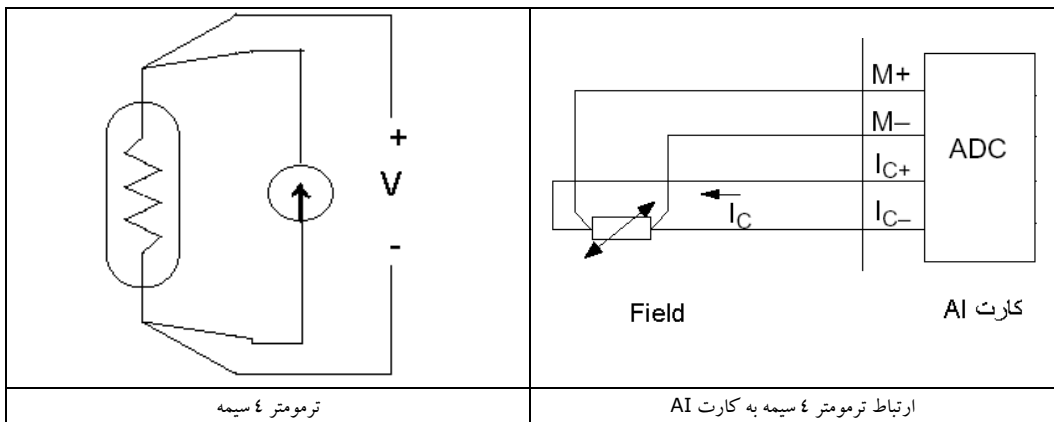 +
V
-
M+
M–
IC+
IC–
IC
ADC
Field
کارت AI
ترمومتر ٤ سیمه
ارتباط ترمومتر ٤ سیمه به کارت AI